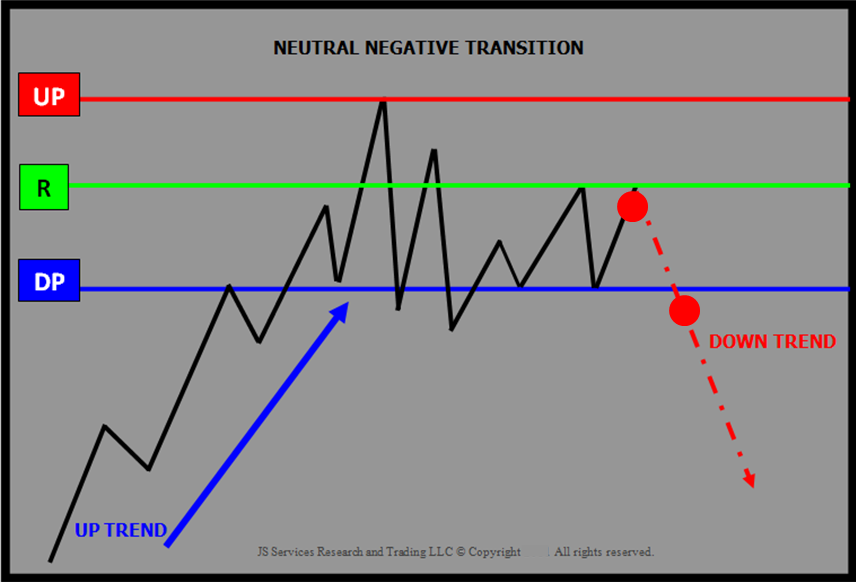 NEUTRAL NEGATIVE TRANSITION
UP
R
DP
DOWN TREND
UP TREND
JS Services Research and Trading LLC © Copyright All rights reserved.